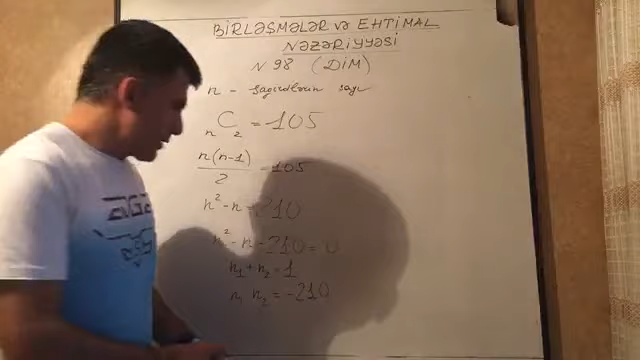 BİRLƏŞMƏLƏR VƏ EHTİMAL
NƏZƏRİYYƏSİ
N 98 (DİM)
n - şagirdlərin sayı
nC2 = 105
n(n-1)/2 = 105
n² - n = 210
n² - n - 210 = 0
n₁ + n₂ = 1
n₁ n₂ = -210